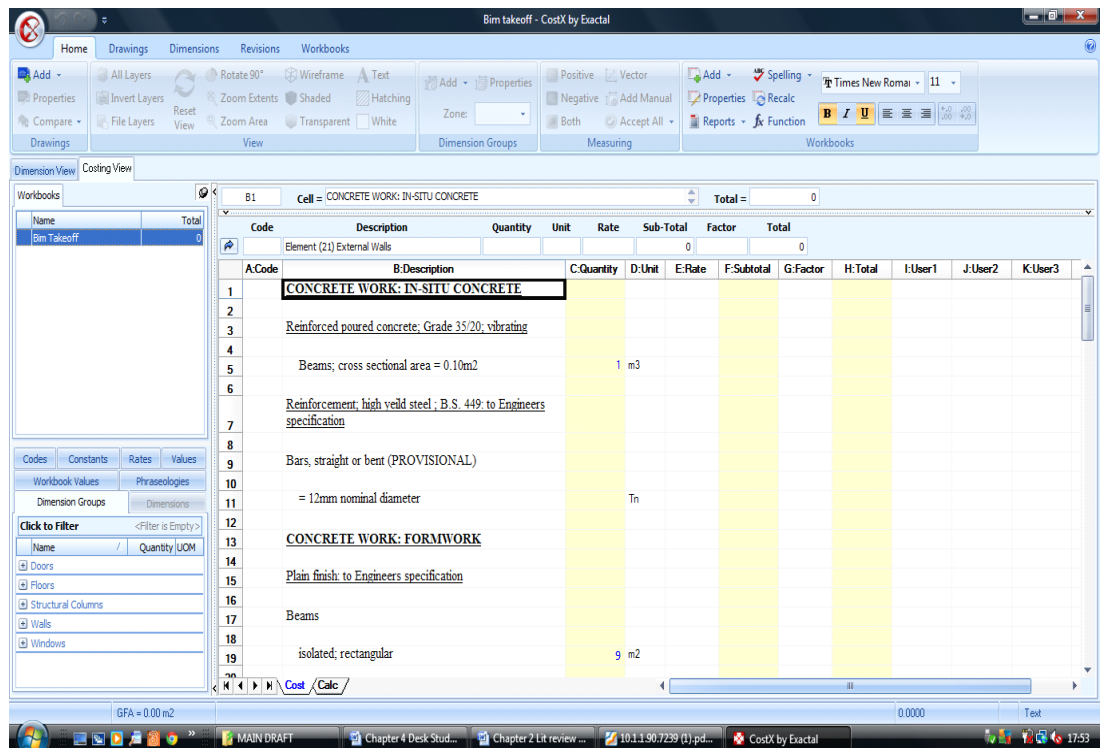 Bim takeoff - CostX by Exactal
Home Drawings Dimensions Revisions Workbooks
Add All Layers Rotate 90° Wireframe Text Add Properties Positive Vector Add Spelling Times New Romai 11
Properties Invert Layers Reset View Zoom Extents Shaded Hatching Zone: Negative Add Manual Properties Recalc
Compare File Layers Zoom Area Transparent White Both Accept All Reports fx Function B I U
Drawings View Dimension Groups Measuring Workbooks
Dimension View Costing View
Workbooks
Name Total
Bim Takeoff 0
B1 Cell = CONCRETE WORK: IN-SITU CONCRETE Total = 0
Code Description Quantity Unit Rate Sub-Total Factor Total
Element (21) External Walls 0 0
A:Code B:Description C:Quantity D:Unit E:Rate F:Subtotal G:Factor H:Total I:User1 J:User2 K:User3
1 CONCRETE WORK: IN-SITU CONCRETE
2
3 Reinforced poured concrete; Grade 35/20; vibrating
4
5 Beams; cross sectional area = 0.10m2 1 m3
6
Reinforcement; high yeild steel ; B.S. 449: to Engineers
7 specification
8
9 Bars, straight or bent (PROVISIONAL)
10
11 = 12mm nominal diameter Tn
12
13 CONCRETE WORK: FORMWORK
14
15 Plain finish: to Engineers specification
16
17 Beams
18
19 isolated; rectangular 9 m2
Cost Calc
Codes Constants Rates Values
Workbook Values Phraseologies
Dimension Groups Dimensions
Click to Filter <Filter is Empty>
Name / Quantity UOM
Doors
Floors
Structural Columns
Walls
Windows
GFA = 0.00 m2 0.0000 Text
MAIN DRAFT Chapter 4 Desk Stud... Chapter 2 Lit review ... 10.1.1.90.7239 (1).pd... CostX by Exactal 17:53